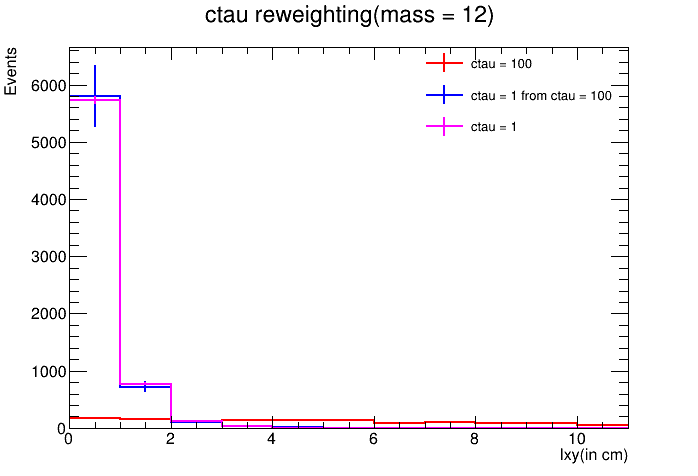 ctau reweighting(mass = 12)
Events
ctau = 100
ctau = 1 from ctau = 100
ctau = 1
6000
5000
4000
3000
2000
1000
0
0 2 4 6 8 10
lxy(in cm)